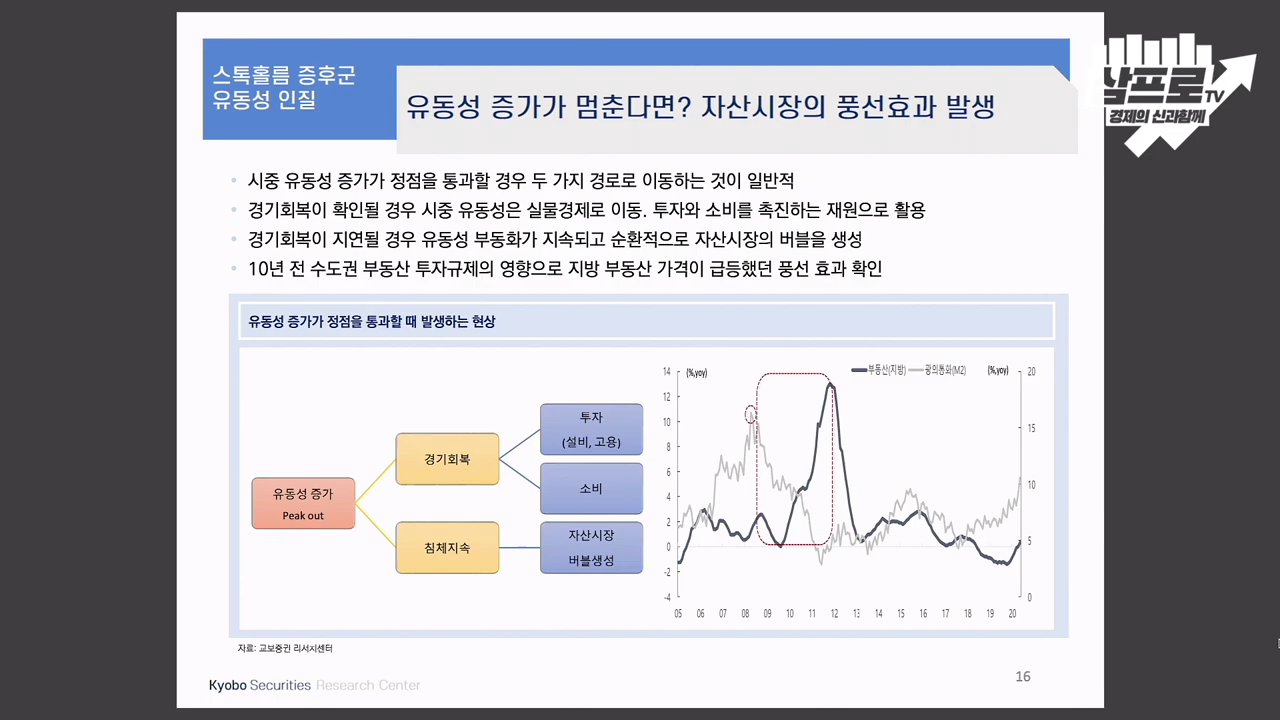 스톡홀름 증후군
유동성 인질
유동성 증가가 멈춘다면? 자산시장의 풍선효과 발생
삼프로TV
경제의 신과함께
• 시중 유동성 증가가 정점을 통과할 경우 두 가지 경로로 이동하는 것이 일반적
• 경기회복이 확인될 경우 시중 유동성은 실물경제로 이동. 투자와 소비를 촉진하는 재원으로 활용
• 경기회복이 지연될 경우 유동성 부동화가 지속되고 순환적으로 자산시장의 버블을 생성
• 10년 전 수도권 부동산 투자규제의 영향으로 지방 부동산 가격이 급등했던 풍선 효과 확인
유동성 증가가 정점을 통과할 때 발생하는 현상
유동성 증가
Peak out
경기회복
침체지속
투자
(설비, 고용)
소비
자산시장
버블생성
(%,yoy)
부동산(지방)
광의통화(M2)
(%,yoy)
14
12
10
8
6
4
2
0
-2
-4
20
15
10
5
0
05 06 07 08 09 10 11 12 13 14 15 16 17 18 19 20
자료: 교보증권 리서치센터
Kyobo Securities Research Center
16